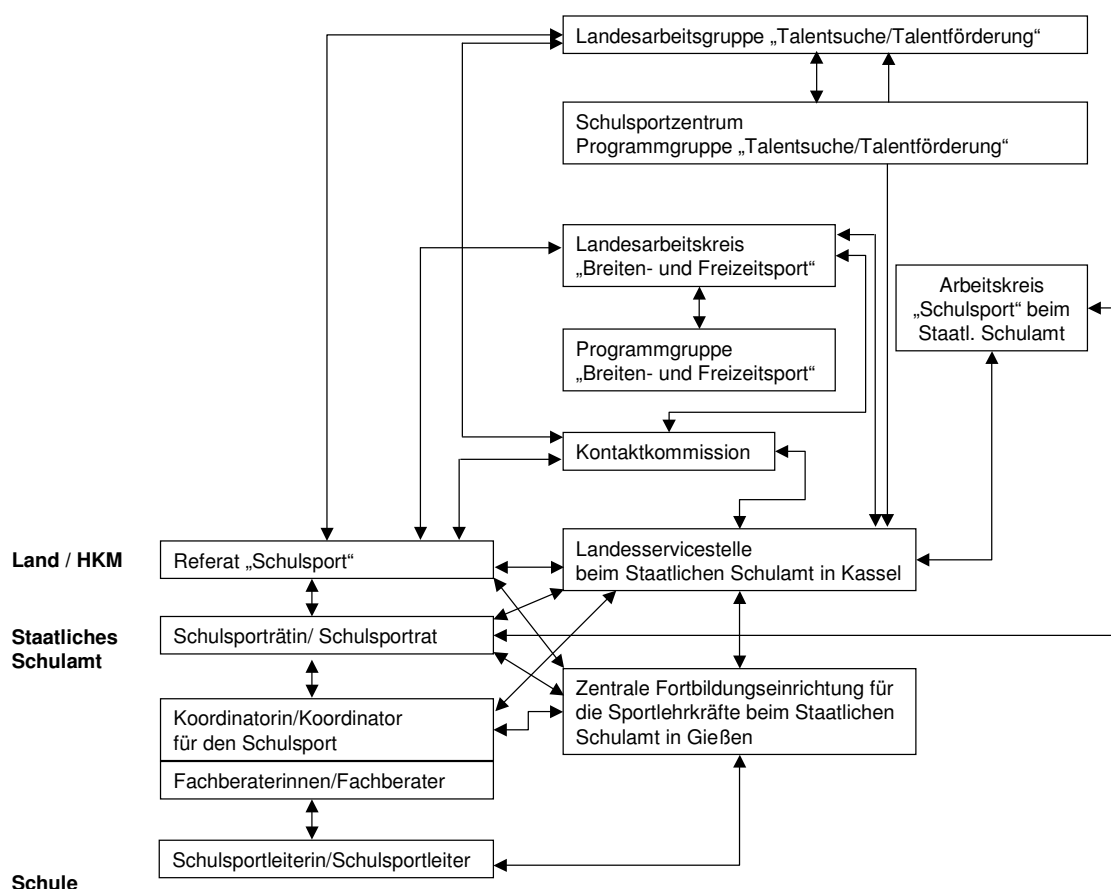 Landesarbeitsgruppe „Talentsuche/Talentförderung“
Schulsportzentrum
Programmgruppe „Talentsuche/Talentförderung“
Landesarbeitskreis
„Breiten- und Freizeitsport“
Arbeitskreis
„Schulsport“ beim
Staatl. Schulamt
Programmgruppe
„Breiten- und Freizeitsport“
Kontaktkommission
Land / HKM
Referat „Schulsport“
Landesservicestelle
beim Staatlichen Schulamt in Kassel
Staatliches
Schulamt
Schulsporträtin/ Schulsportrat
Koordinatorin/Koordinator
für den Schulsport
Zentrale Fortbildungseinrichtung für
die Sportlehrkräfte beim Staatlichen
Schulamt in Gießen
Fachberaterinnen/Fachberater
Schulsportleiterin/Schulsportleiter
Schule